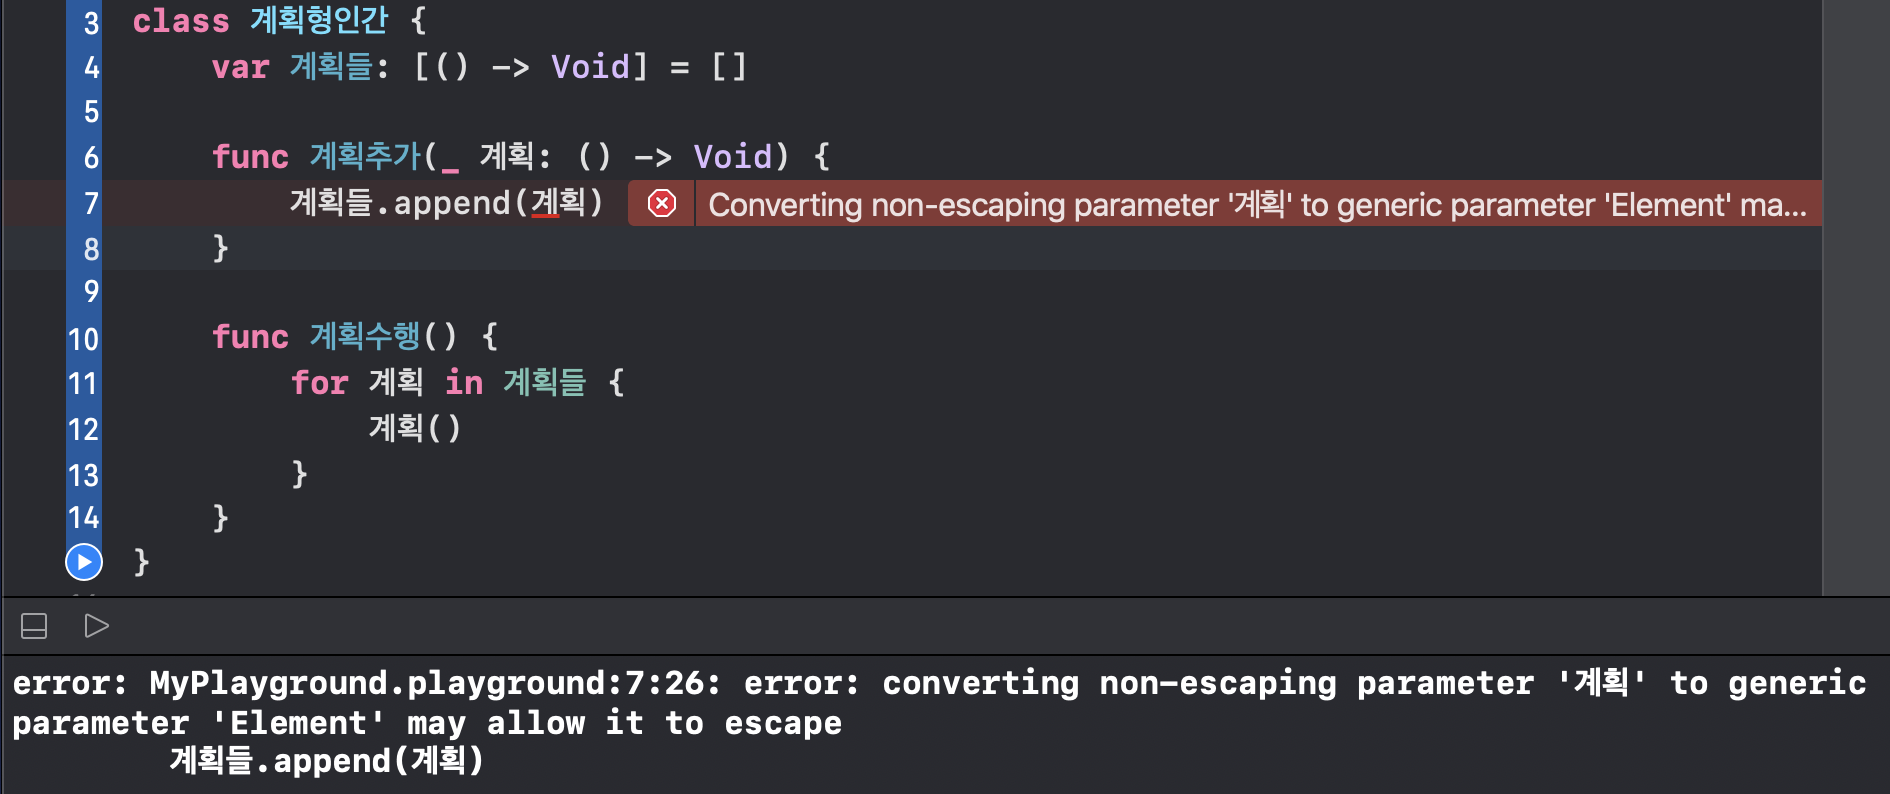 3 class 계획형인간 {
4 var 계획들: [() -> Void] = []
5
6 func 계획추가(_ 계획: () -> Void) {
7 계획들.append(계획) Converting non-escaping parameter '계획' to generic parameter 'Element' ma...
8 }
9
10 func 계획수행() {
11 for 계획 in 계획들 {
12 계획()
13 }
14 }
}
error: MyPlayground.playground:7:26: error: converting non-escaping parameter '계획' to generic
parameter 'Element' may allow it to escape
계획들.append(계획)